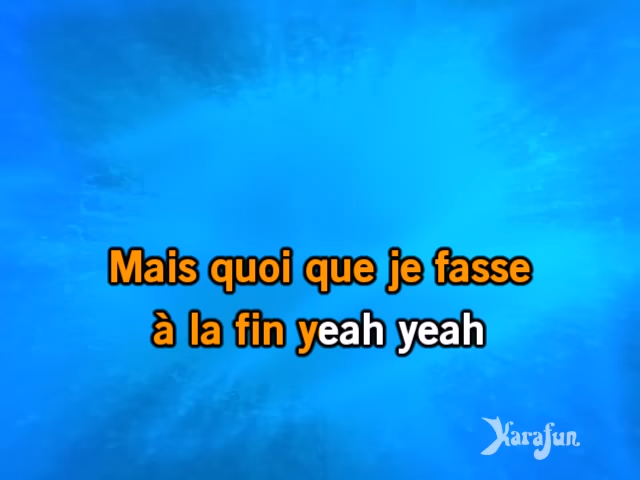 Mais quoi que je fasse
à la fin yeah yeah
Karafun